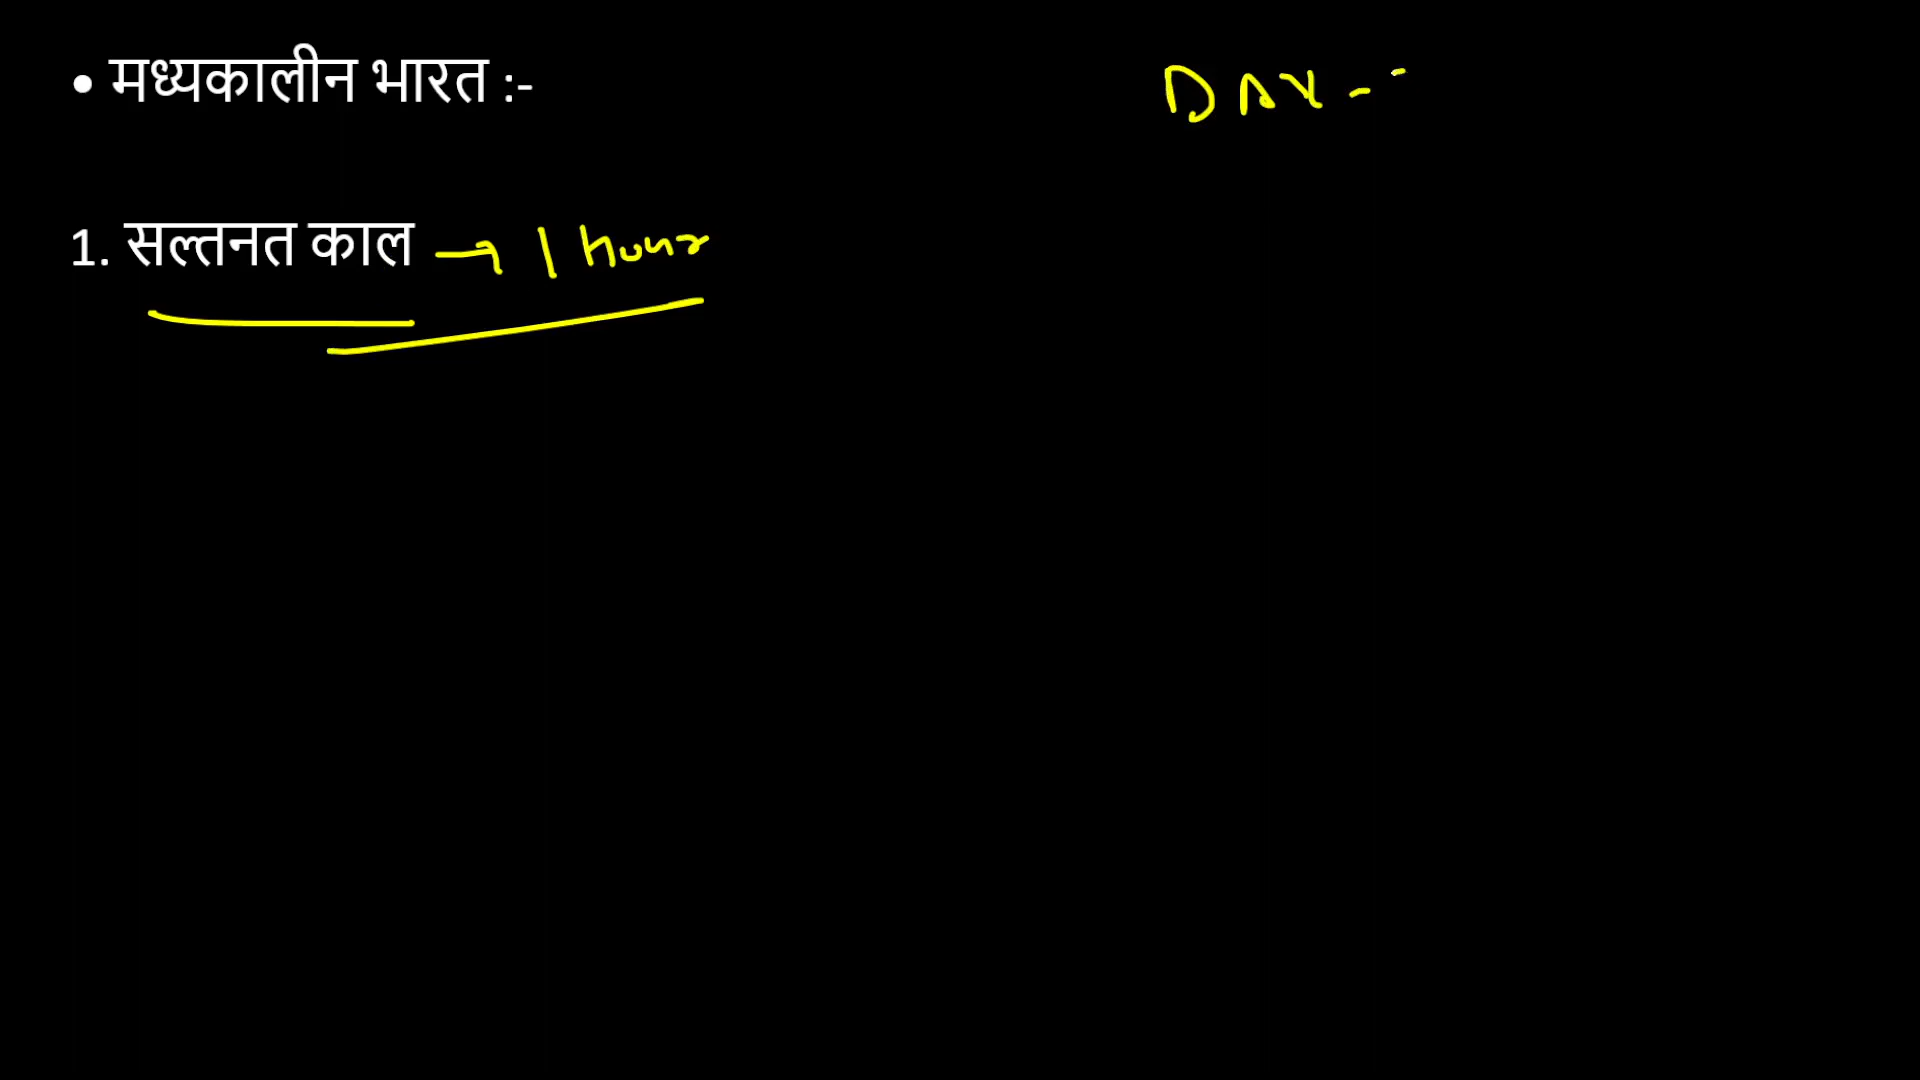 • मध्यकालीन भारत :-
DAY -
1. सल्तनत काल → 1 hour